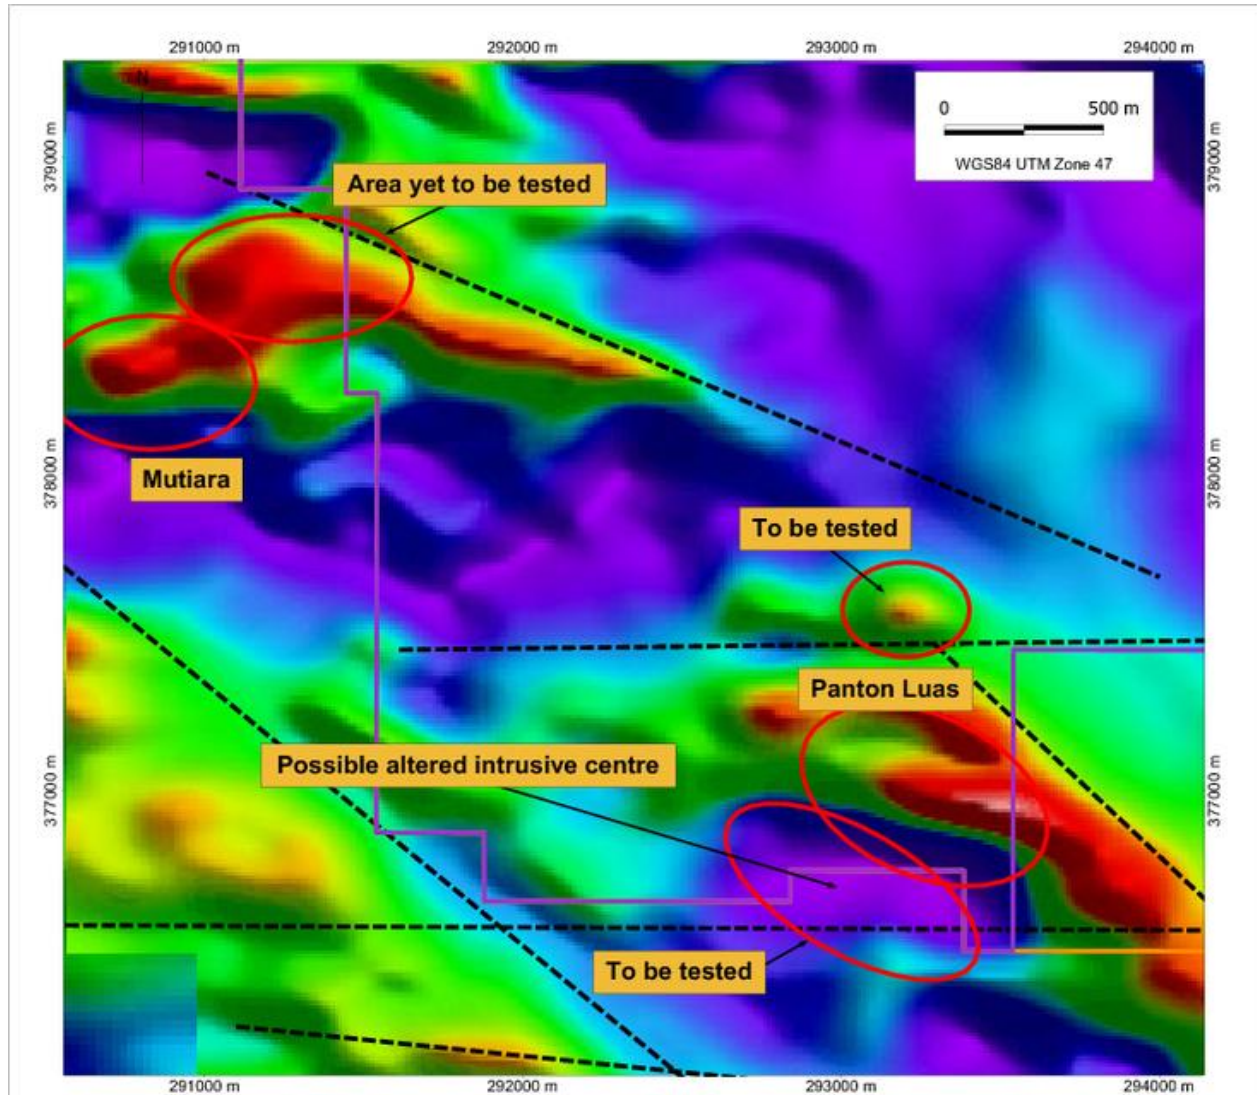 291000 m
292000 m
293000 m
294000 m
N
0
500 m
WGS84 UTM Zone 47
379000 m
379000 m
Area yet to be tested
Mutiara
378000 m
378000 m
To be tested
Panton Luas
Possible altered intrusive centre
377000 m
377000 m
To be tested
291000 m
292000 m
293000 m
294000 m